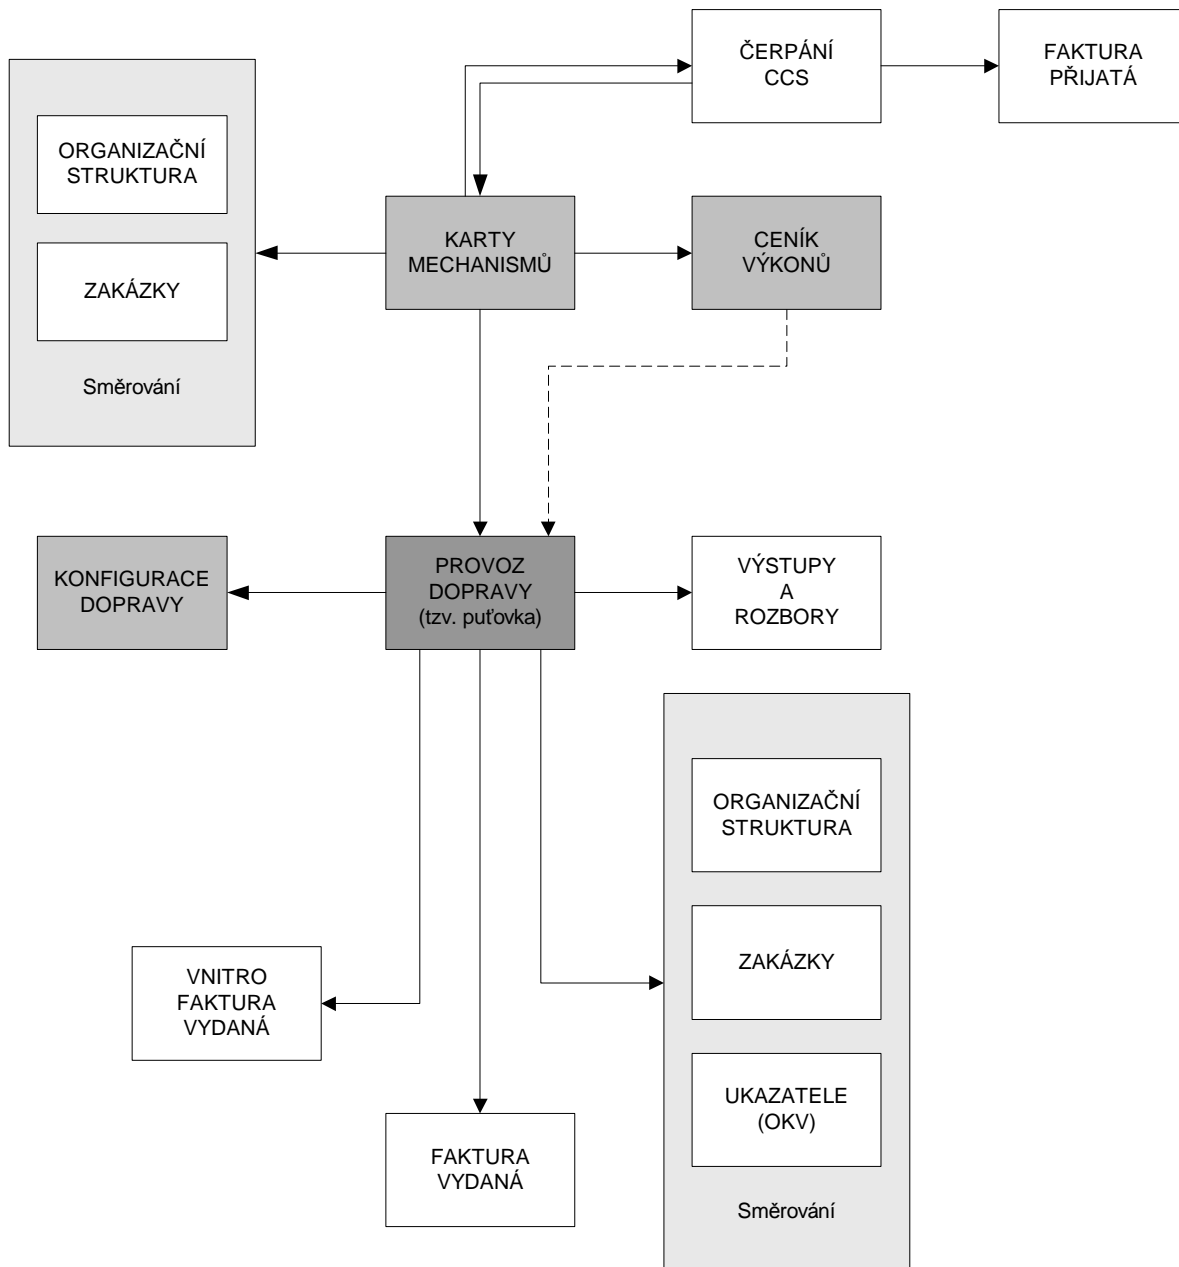 ČERPÁNÍ
CCS
FAKTURA
PŘIJATÁ
ORGANIZAČNÍ
STRUKTURA
ZAKÁZKY
Směrování
KARTY
MECHANISMŮ
CENÍK
VÝKONŮ
KONFIGURACE
DOPRAVY
PROVOZ
DOPRAVY
(tzv. puťovka)
VÝSTUPY
A
ROZBORY
ORGANIZAČNÍ
STRUKTURA
ZAKÁZKY
UKAZATELE
(OKV)
Směrování
VNITRO
FAKTURA
VYDANÁ
FAKTURA
VYDANÁ